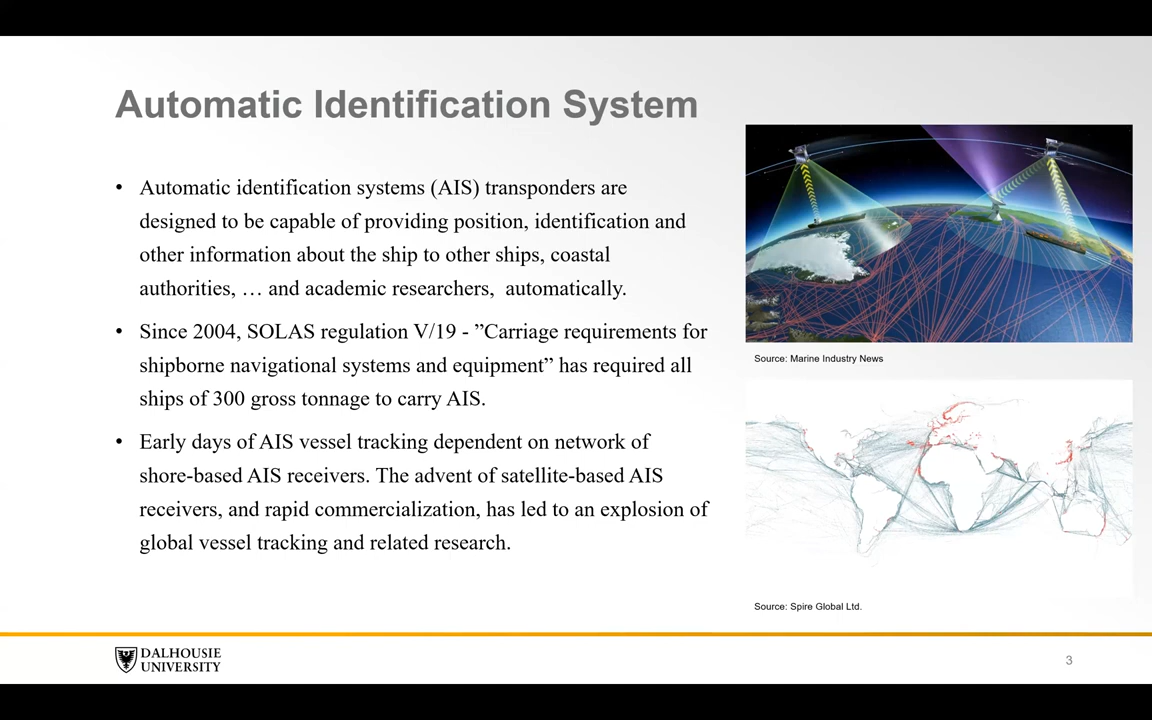 Automatic Identification System
• Automatic identification systems (AIS) transponders are
designed to be capable of providing position, identification and
other information about the ship to other ships, coastal
authorities, … and academic researchers,  automatically.
• Since 2004, SOLAS regulation V/19 - ”Carriage requirements for
shipborne navigational systems and equipment” has required all
ships of 300 gross tonnage to carry AIS.
• Early days of AIS vessel tracking dependent on network of
shore-based AIS receivers. The advent of satellite-based AIS
receivers, and rapid commercialization, has led to an explosion of
global vessel tracking and related research.
Source: Marine Industry News
Source: Spire Global Ltd.
DALHOUSIE
UNIVERSITY
3